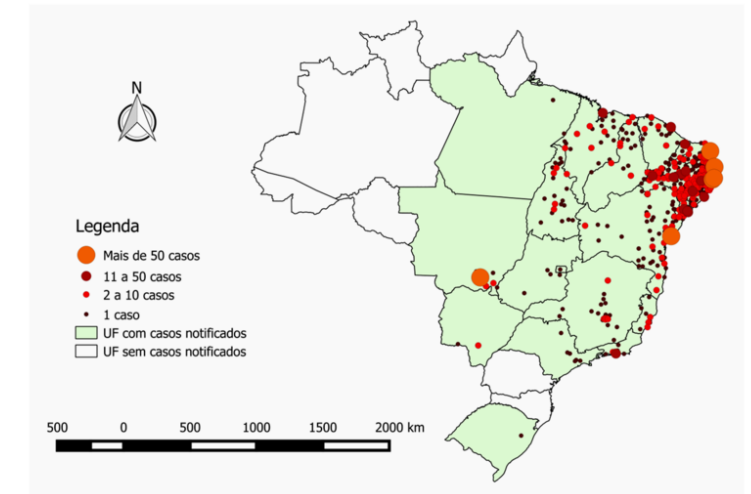 N
Legenda
Mais de 50 casos
11 a 50 casos
2 a 10 casos
1 caso
UF com casos notificados
UF sem casos notificados
500 0 500 1000 1500 2000 km